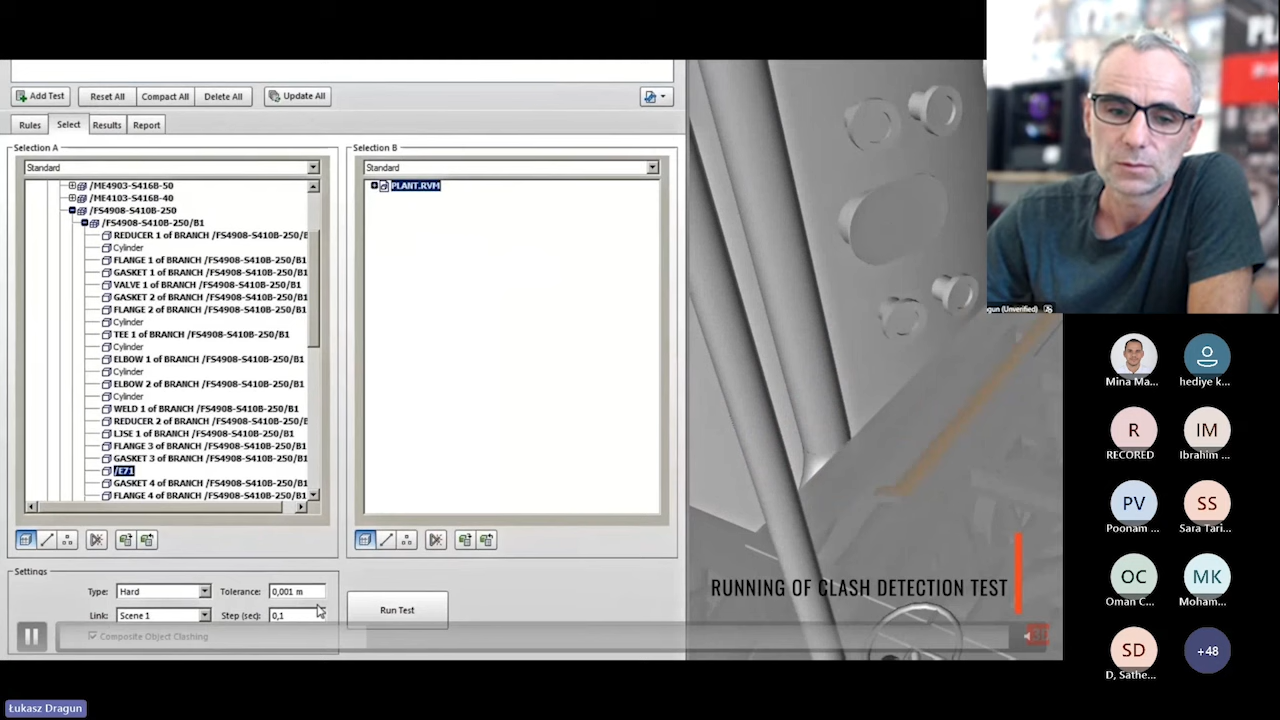 Add Test
Reset All
Compact All
Delete All
Update All
Rules
Select
Results
Report
Selection A
Standard
/ME4903-S416B-50
/ME4103-S416B-40
/FS4908-S410B-250
/FS4908-S410B-250/B1
REDUCER 1 of BRANCH /FS4908-S410B-250/E
Cylinder
FLANGE 1 of BRANCH /FS4908-S410B-250/B1
GASKET 1 of BRANCH /FS4908-S410B-250/B1
VALVE 1 of BRANCH /FS4908-S410B-250/B1
GASKET 2 of BRANCH /FS4908-S410B-250/B1
FLANGE 2 of BRANCH /FS4908-S410B-250/B1
Cylinder
TEE 1 of BRANCH /FS4908-S410B-250/B1
Cylinder
ELBOW 1 of BRANCH /FS4908-S410B-250/B1
Cylinder
ELBOW 2 of BRANCH /FS4908-S410B-250/B1
Cylinder
WELD 1 of BRANCH /FS4908-S410B-250/B1
REDUCER 2 of BRANCH /FS4908-S410B-250/E
LJSE 1 of BRANCH /FS4908-S410B-250/B1
FLANGE 3 of BRANCH /FS4908-S410B-250/B1
GASKET 3 of BRANCH /FS4908-S410B-250/B1
/E71
GASKET 4 of BRANCH /FS4908-S410B-250/B1
FLANGE 4 of BRANCH /FS4908-S410B-250/B1
Selection B
Standard
PLANT.RVM
Settings
Type: Hard
Tolerance: 0,001 m
Link: Scene 1
Step (sec): 0,1
Composite Object Clashing
Run Test
RUNNING OF CLASH DETECTION TEST
gun (Unverified)
Mina Ma...
hediye k...
R
RECORED
IM
Ibrahim ...
PV
Poonam ...
SS
Sara Tari...
OC
Oman C...
MK
Moham...
SD
D, Sathe...
+48
Łukasz Dragun